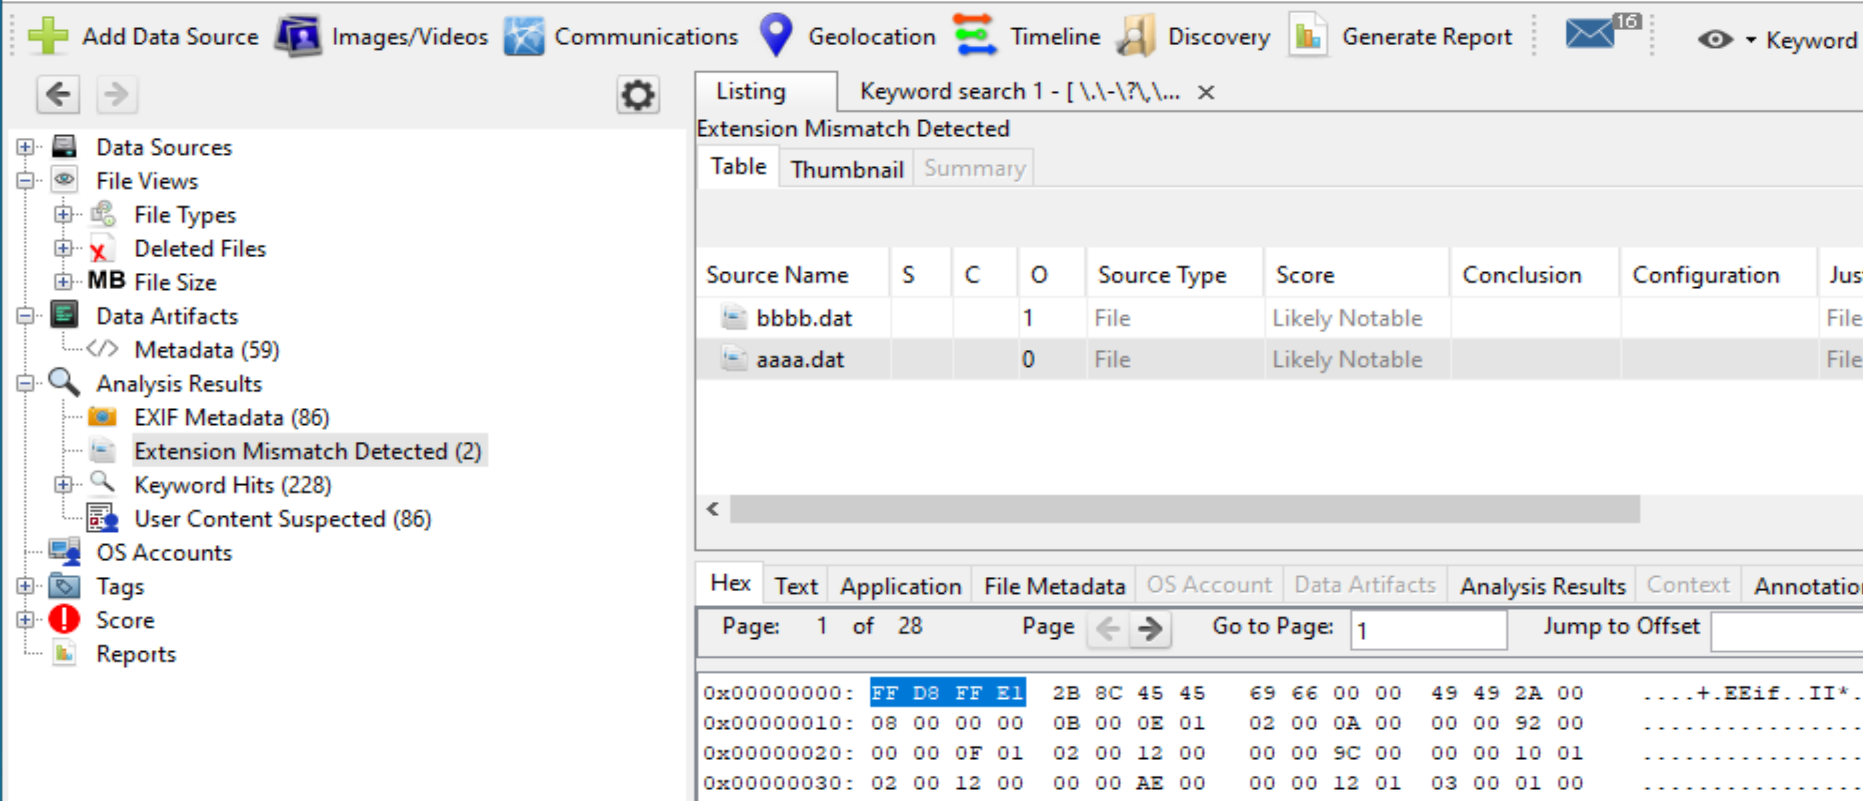 Add Data Source Images/Videos Communications Geolocation Timeline Discovery Generate Report 16 Keyword
Listing Keyword search 1 - [ \.\-\?\,\... ×
Extension Mismatch Detected
Table Thumbnail Summary
Data Sources
File Views
File Types
Deleted Files
MB File Size
Data Artifacts
Metadata (59)
Analysis Results
EXIF Metadata (86)
Extension Mismatch Detected (2)
Keyword Hits (228)
User Content Suspected (86)
OS Accounts
Tags
Score
Reports
Source Name S C O Source Type Score Conclusion Configuration Jus
bbbb.dat 1 File Likely Notable File
aaaa.dat 0 File Likely Notable File
Hex Text Application File Metadata OS Account Data Artifacts Analysis Results Context Annotation
Page: 1 of 28 Page Go to Page: 1 Jump to Offset
0x00000000: FF D8 FF E1 2B 8C 45 45 69 66 00 00 49 49 2A 00 ....+.EEif..II*.
0x00000010: 08 00 00 00 0B 00 0E 01 02 00 0A 00 00 00 92 00 ................
0x00000020: 00 00 0F 01 02 00 12 00 00 00 9C 00 00 00 10 01 ................
0x00000030: 02 00 12 00 00 00 AE 00 00 00 12 01 03 00 01 00 ................